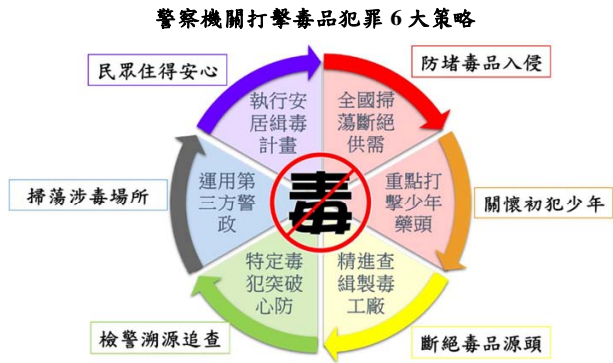 警察機關打擊毒品犯罪6大策略
民眾住得安心
防堵毒品入侵
執行安
居緝毒
計畫
全國掃
蕩斷絕
供需
掃蕩涉毒場所
運用第
三方警
政
毒
重點打
擊少年
藥頭
關懷初犯少年
特定毒
犯突破
心防
精進查
緝製毒
工廠
檢警溯源追查
斷絕毒品源頭